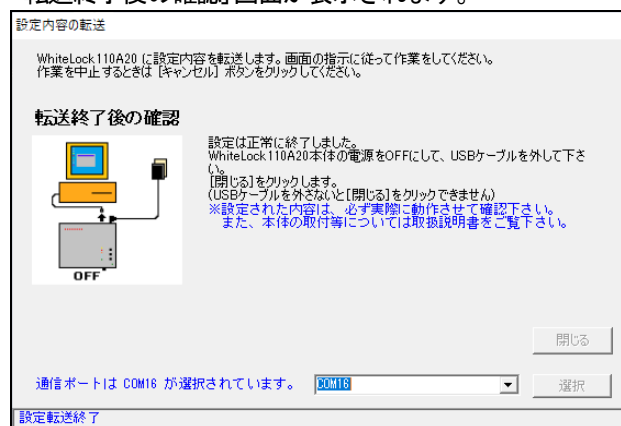 転送終了後の確認」画面が表示されます。
設定内容の転送
WhiteLock110A20 に設定内容を転送します。画面の指示に従って作業をしてください。
作業を中止するときは [キャンセル] ボタンをクリックしてください。
転送終了後の確認
設定は正常に終了しました。
WhiteLock110A20本体の電源をOFFにして、USBケーブルを外して下さ
い。
[閉じる]をクリックします。
(USBケーブルを外さないと[閉じる]をクリックできません)
※設定された内容は、必ず実際に動作させて確認下さい。
また、本体の取付等については取扱説明書をご覧下さい。
OFF
閉じる
通信ポートは COM16 が選択されています。
COM16
選択
設定転送終了